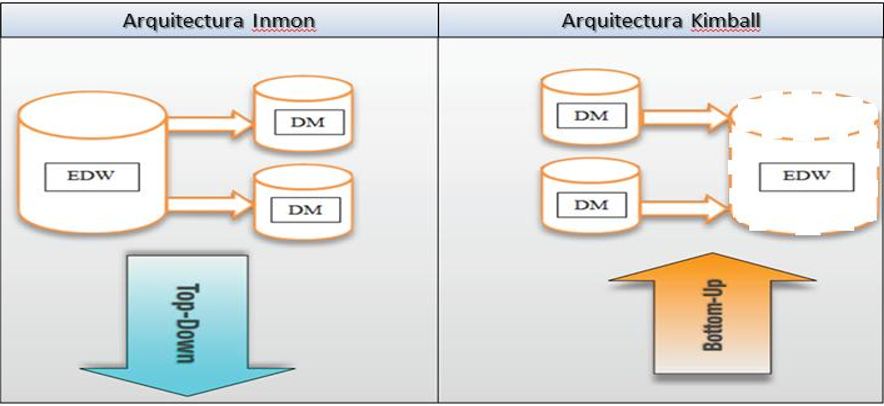 Arquitectura Inmon
Arquitectura Kimball
EDW
DM
DM
Top-Down
DM
DM
EDW
Bottom-Up